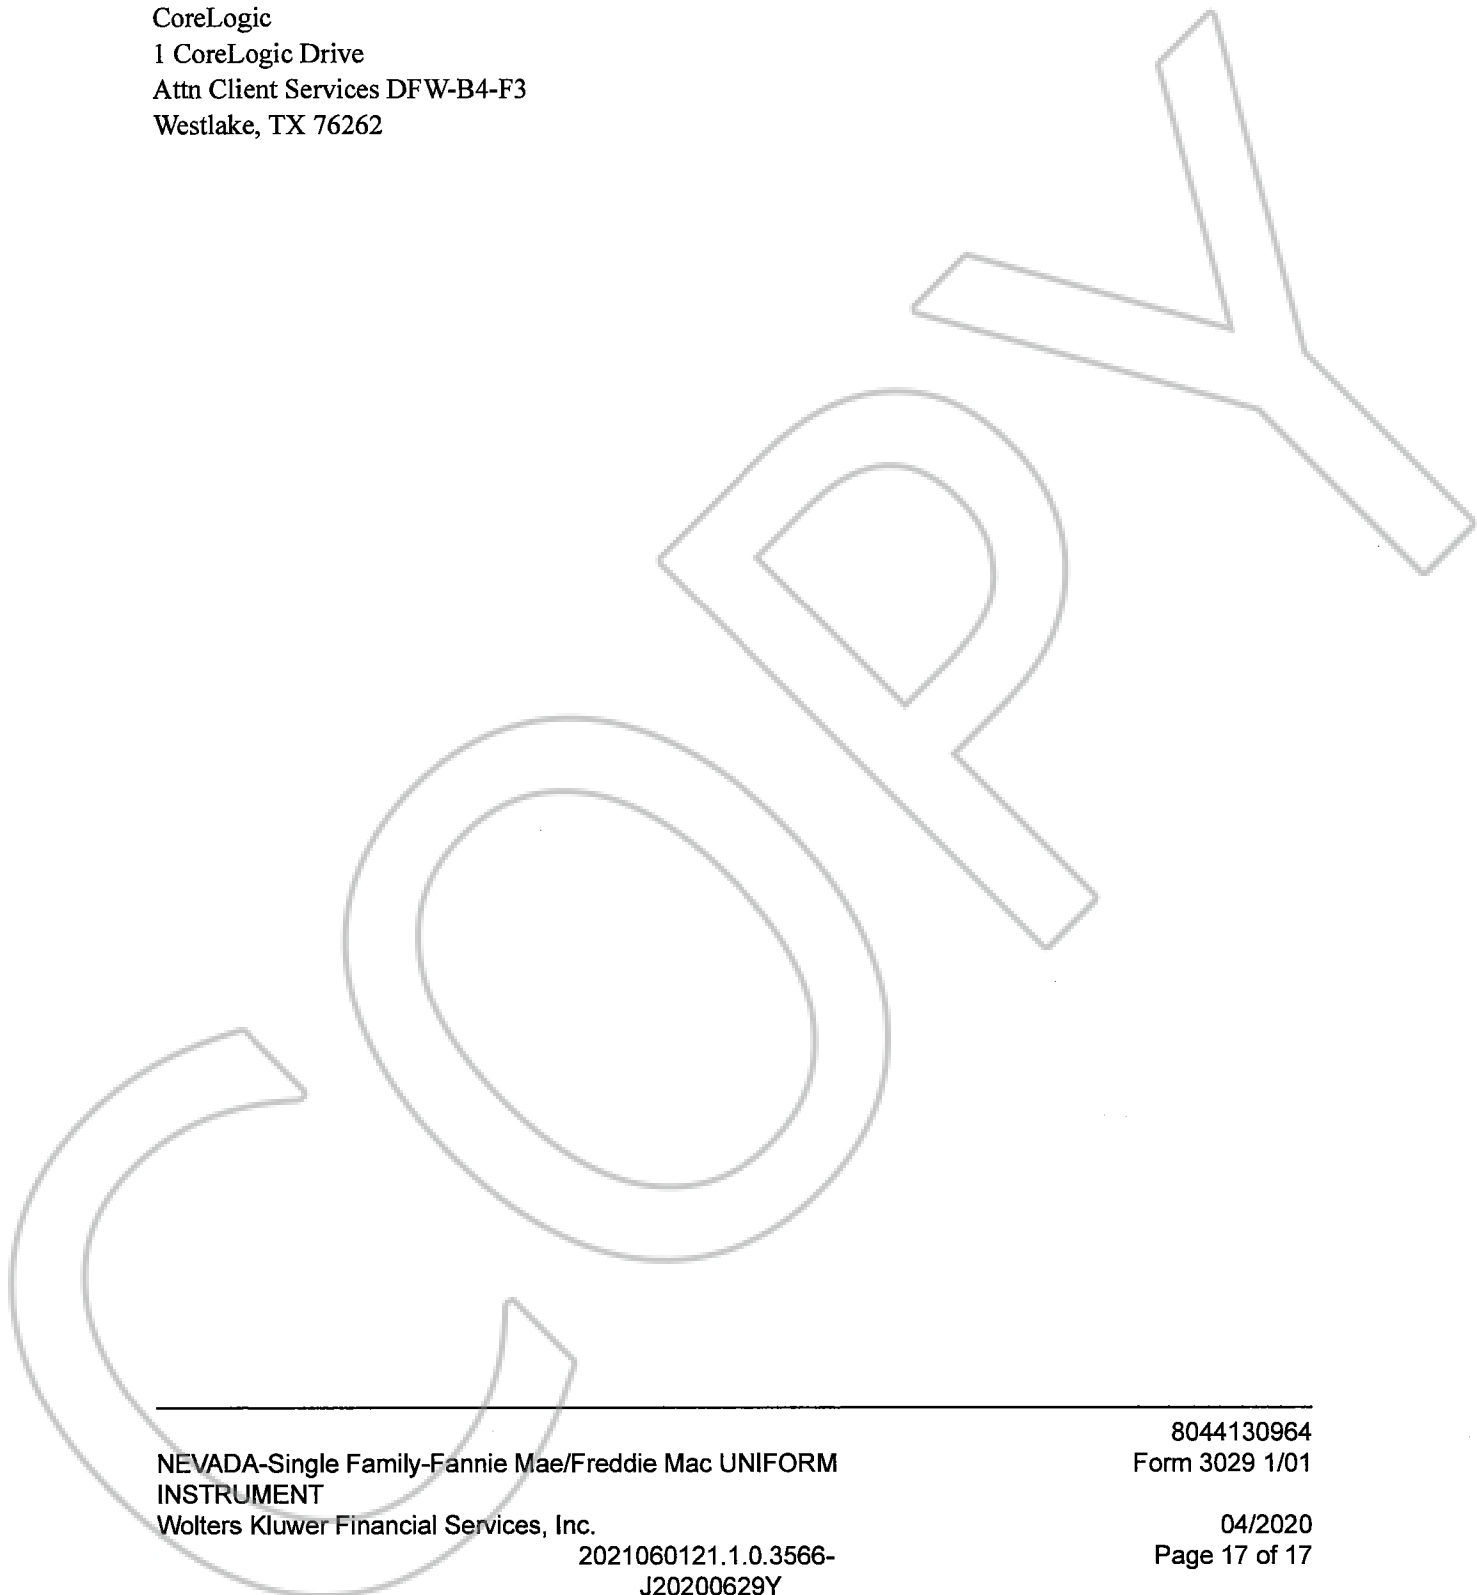 CoreLogic
1 CoreLogic Drive
Attn Client Services DFW-B4-F3
Westlake, TX 76262
COPY
8044130964
NEVADA-Single Family-Fannie Mae/Freddie Mac UNIFORM Form 3029 1/01
INSTRUMENT
Wolters Kluwer Financial Services, Inc. 04/2020
2021060121.1.0.3566- Page 17 of 17
J20200629Y